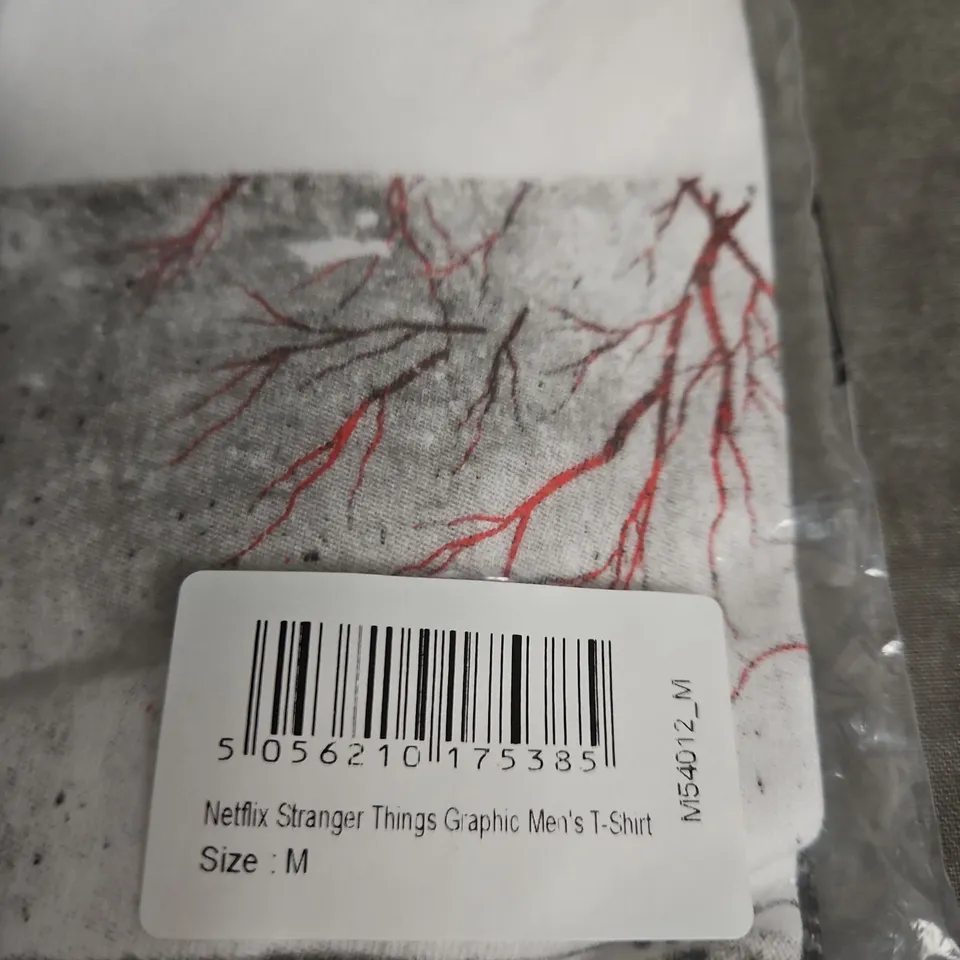 5 056210 175385
Netflix Stranger Things Graphic Men's T-Shirt
Size : M
M54012_M